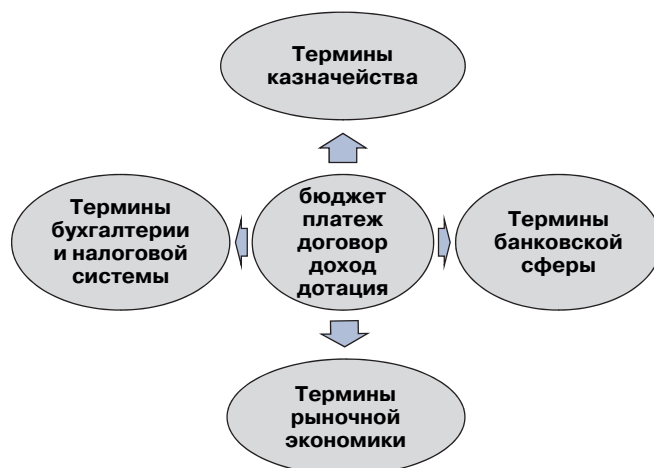 Термины
казначейства
Термины
бухгалтерии
и налоговой
системы
бюджет
платеж
договор
доход
дотация
Термины
банковской
сферы
Термины
рыночной
экономики